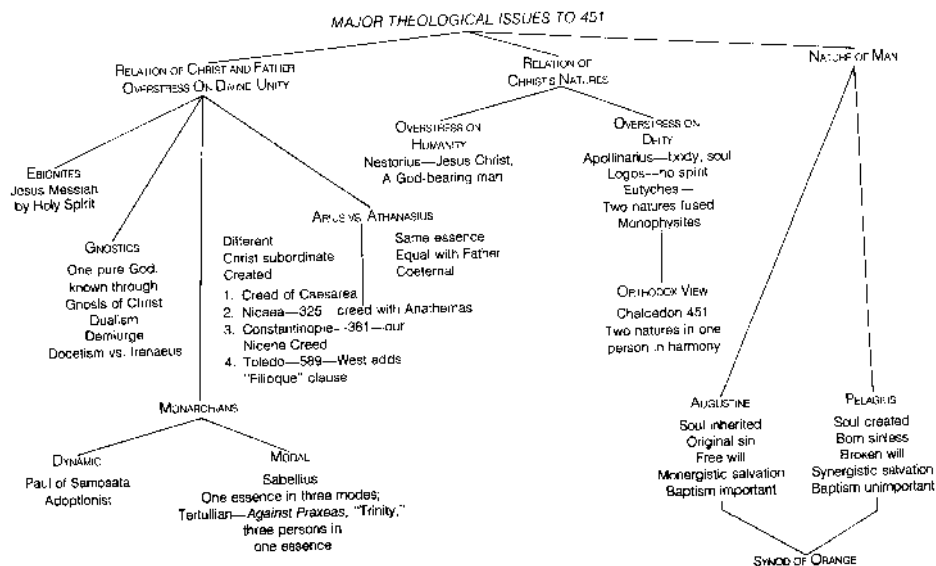 MAJOR THEOLOGICAL ISSUES TO 451
RELATION OF CHRIST AND FATHER
OVERSTRESS ON DIVINE UNITY
EBIONITES
Jesus Messiah
by Holy Spirit
GNOSTICS
One pure God,
known through
Gnosis of Christ
Dualism
Demiurge
Docetism vs. Irenaeus
ARIUS VS. ATHANASIUS
Different
Christ subordinate
Created
Same essence
Equal with Father
Coeternal
1. Creed of Caesarea
2. Nicaea—325 creed with Anathemas
3. Constantinople—381—our
Nicene Creed
4. Toledo—589—West adds
"Filioque" clause
MONARCHIANS
DYNAMIC
Paul of Samosata
Adoptionist
MODAL
Sabellius
One essence in three modes;
Tertullian—Against Praxeas, "Trinity,"
three persons in
one essence
RELATION OF
CHRIST'S NATURES
OVERSTRESS ON
HUMANITY
Nestorius—Jesus Christ,
A God-bearing man
OVERSTRESS ON
DEITY
Apollinarius—body, soul
Logos—no spirit
Eutyches—
Two natures fused
Monophysites
ORTHODOX VIEW
Chalcedon 451
Two natures in one
person in harmony
NATURE OF MAN
AUGUSTINE
Soul inherited
Original sin
Free will
Monergistic salvation
Baptism important
PELAGIUS
Soul created
Born sinless
Broken will
Synergistic salvation
Baptism unimportant
SYNOD OF ORANGE